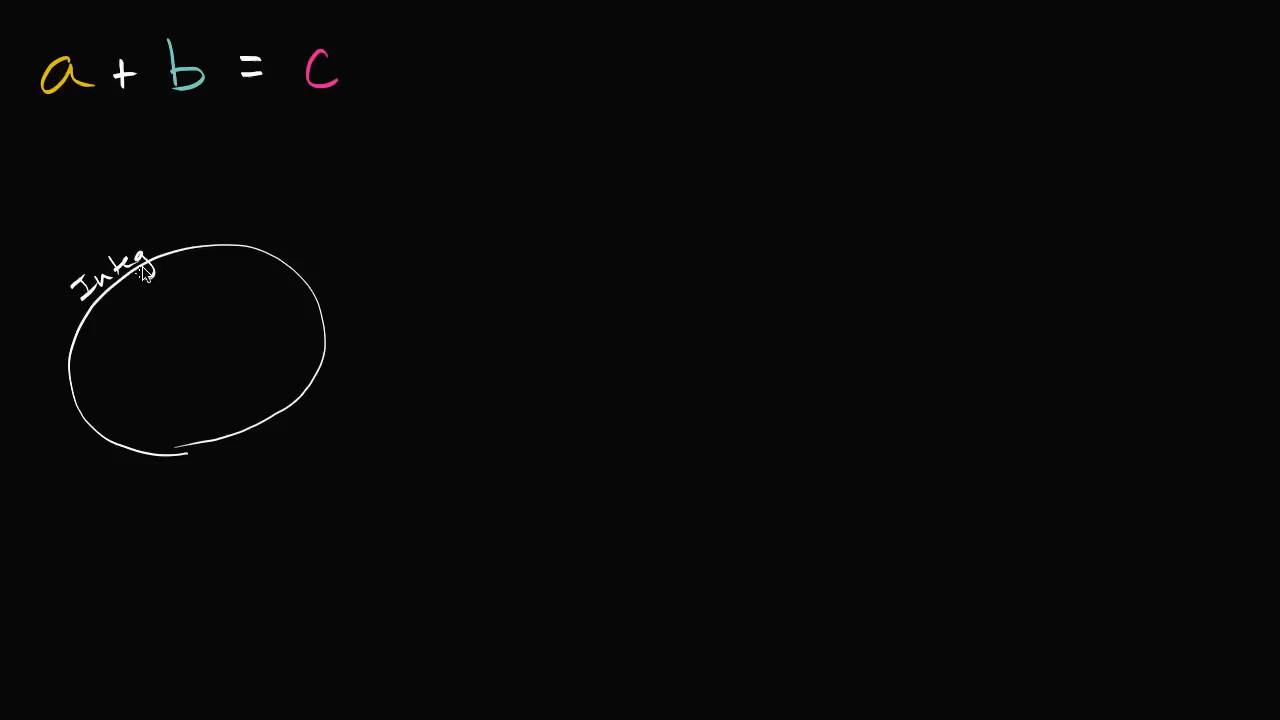 a + b = c
Integ